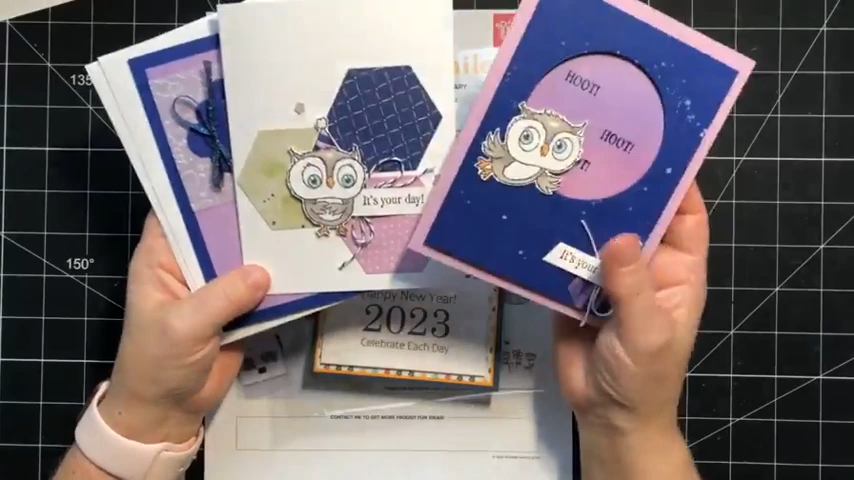 135
150°
It's your day!
HOOT!
HOOT!
It's your
Happy New Year!
2023
Celebrate Each Day
CONTACT ME TO GET MORE PRODUCT FUN IDEAS!